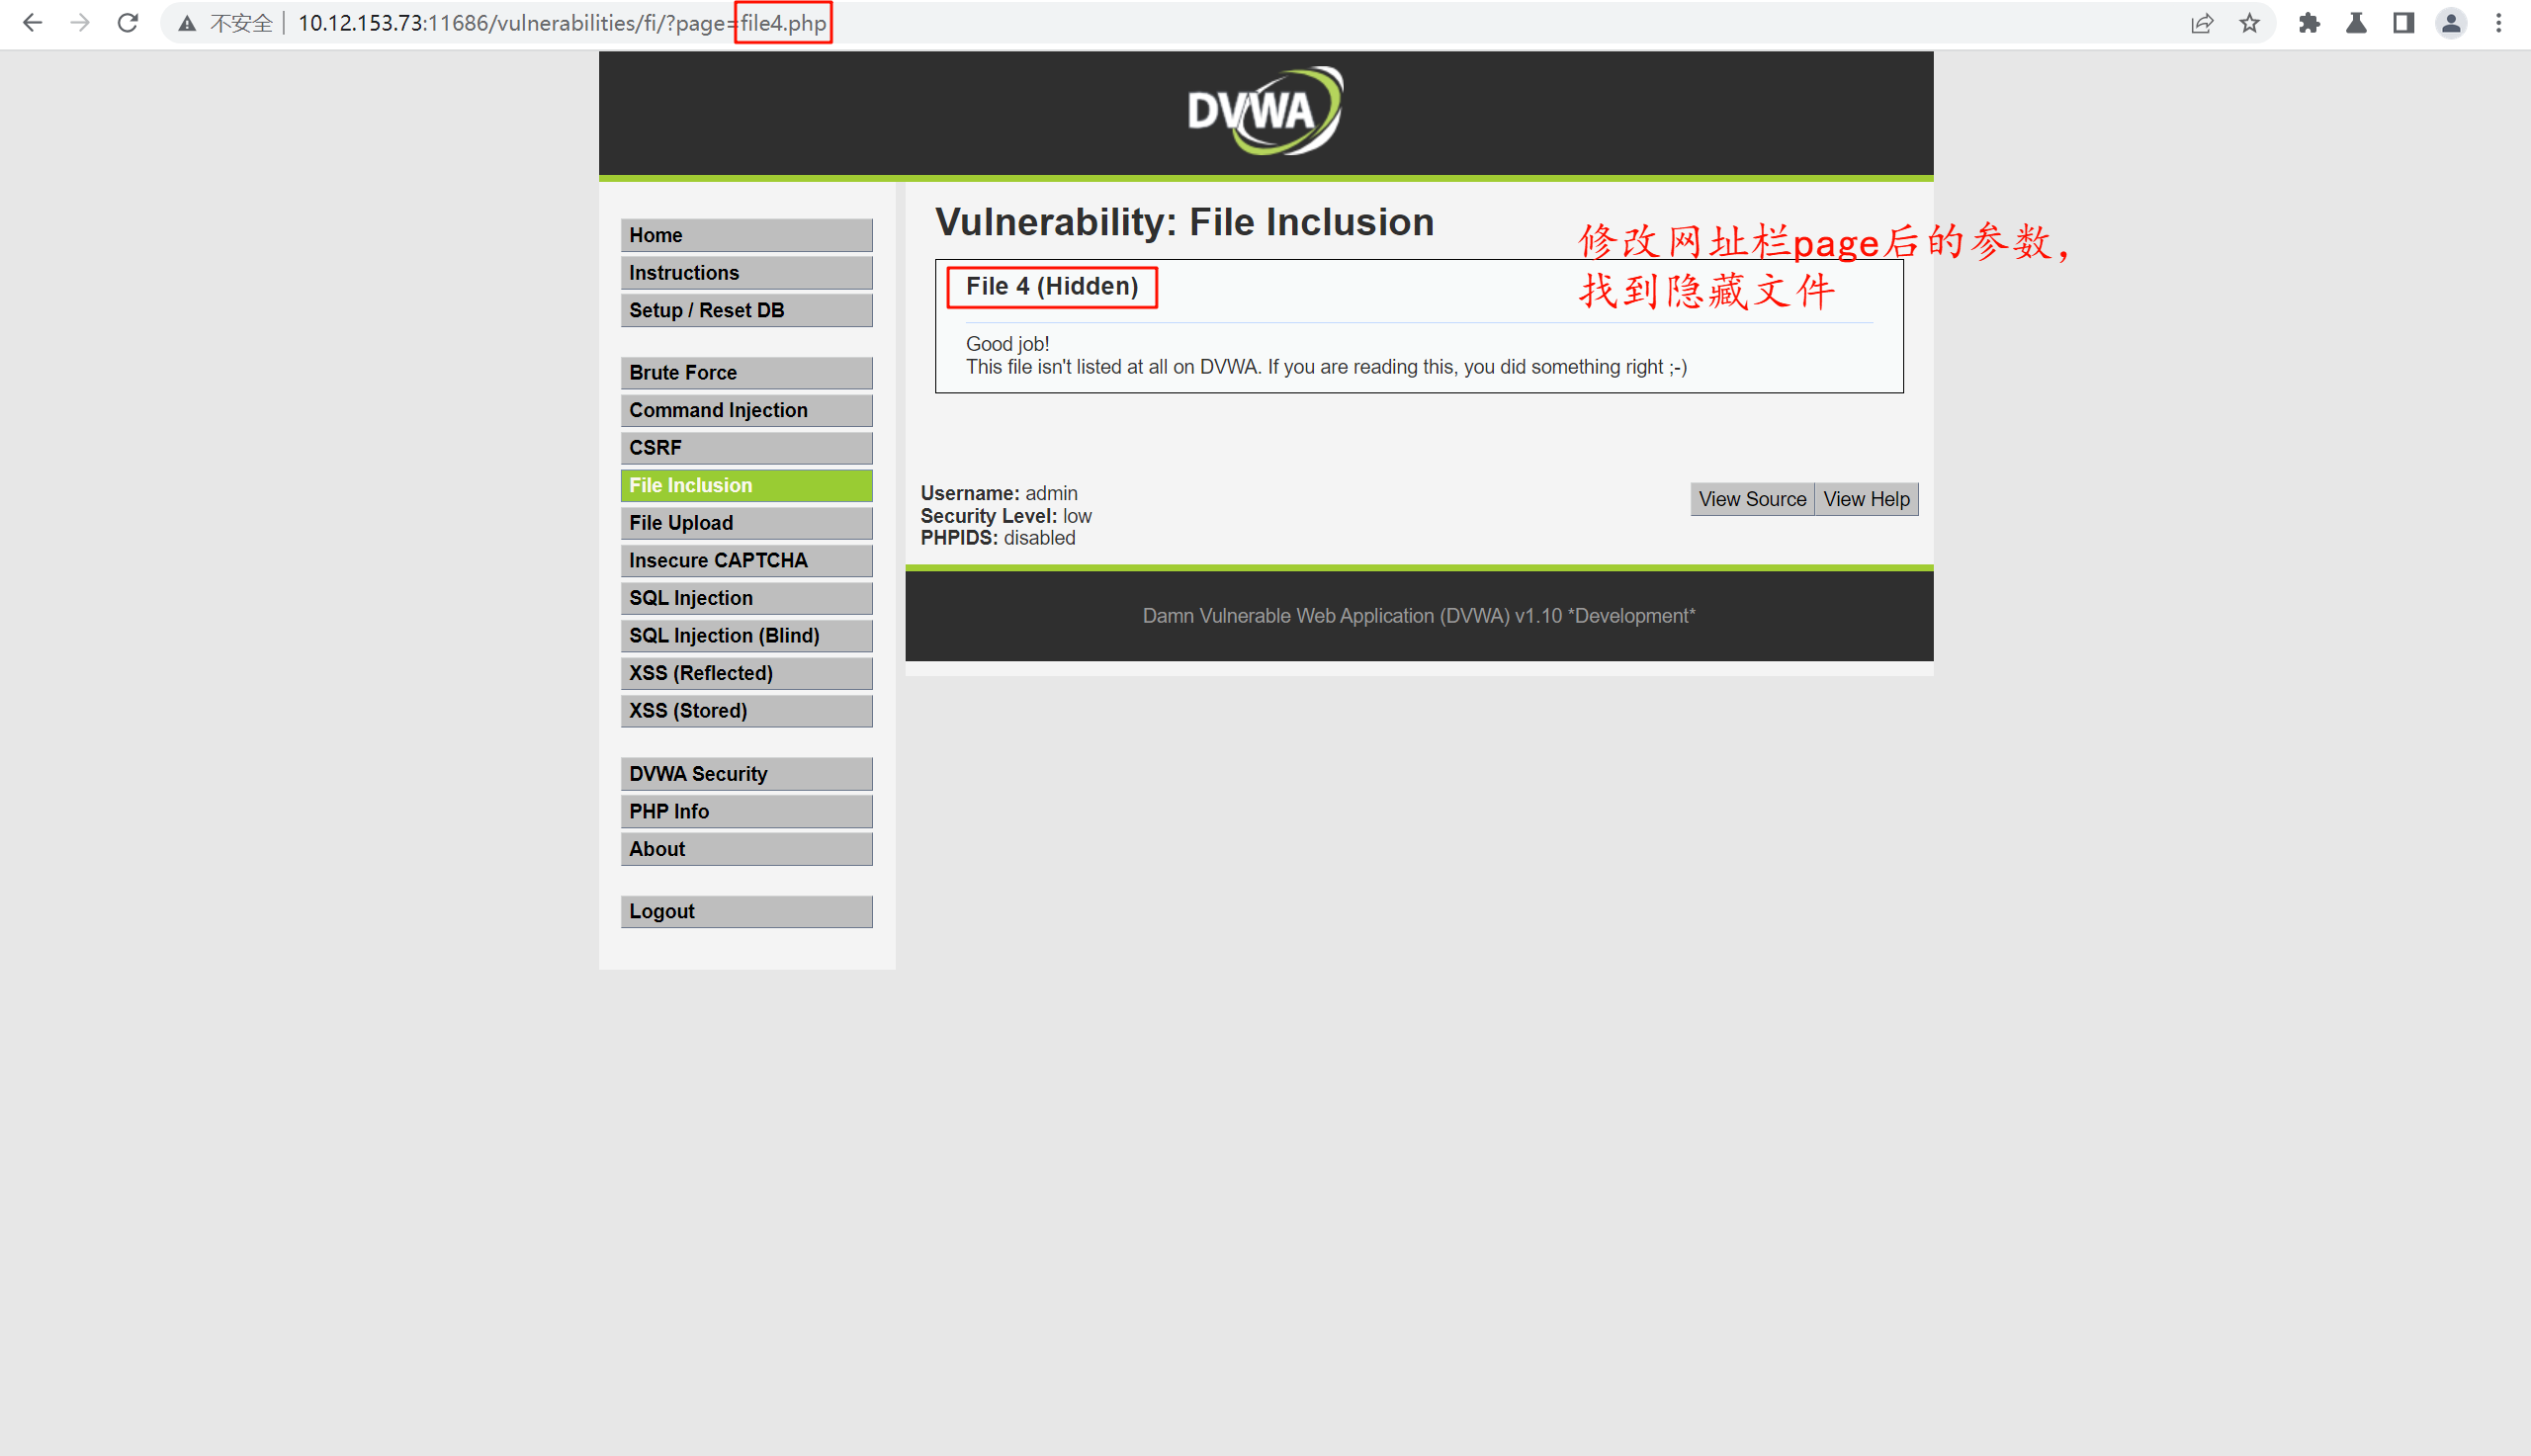 不安全 10.12.153.73:11686/vulnerabilities/fi/?page=file4.php
DVWA
Vulnerability: File Inclusion
修改网址栏page后的参数，
找到隐藏文件
File 4 (Hidden)
Good job!
This file isn't listed at all on DVWA. If you are reading this, you did something right ;-)
Home
Instructions
Setup / Reset DB
Brute Force
Command Injection
CSRF
File Inclusion
File Upload
Insecure CAPTCHA
SQL Injection
SQL Injection (Blind)
XSS (Reflected)
XSS (Stored)
DVWA Security
PHP Info
About
Logout
Username: admin
Security Level: low
PHPIDS: disabled
View Source View Help
Damn Vulnerable Web Application (DVWA) v1.10 *Development*